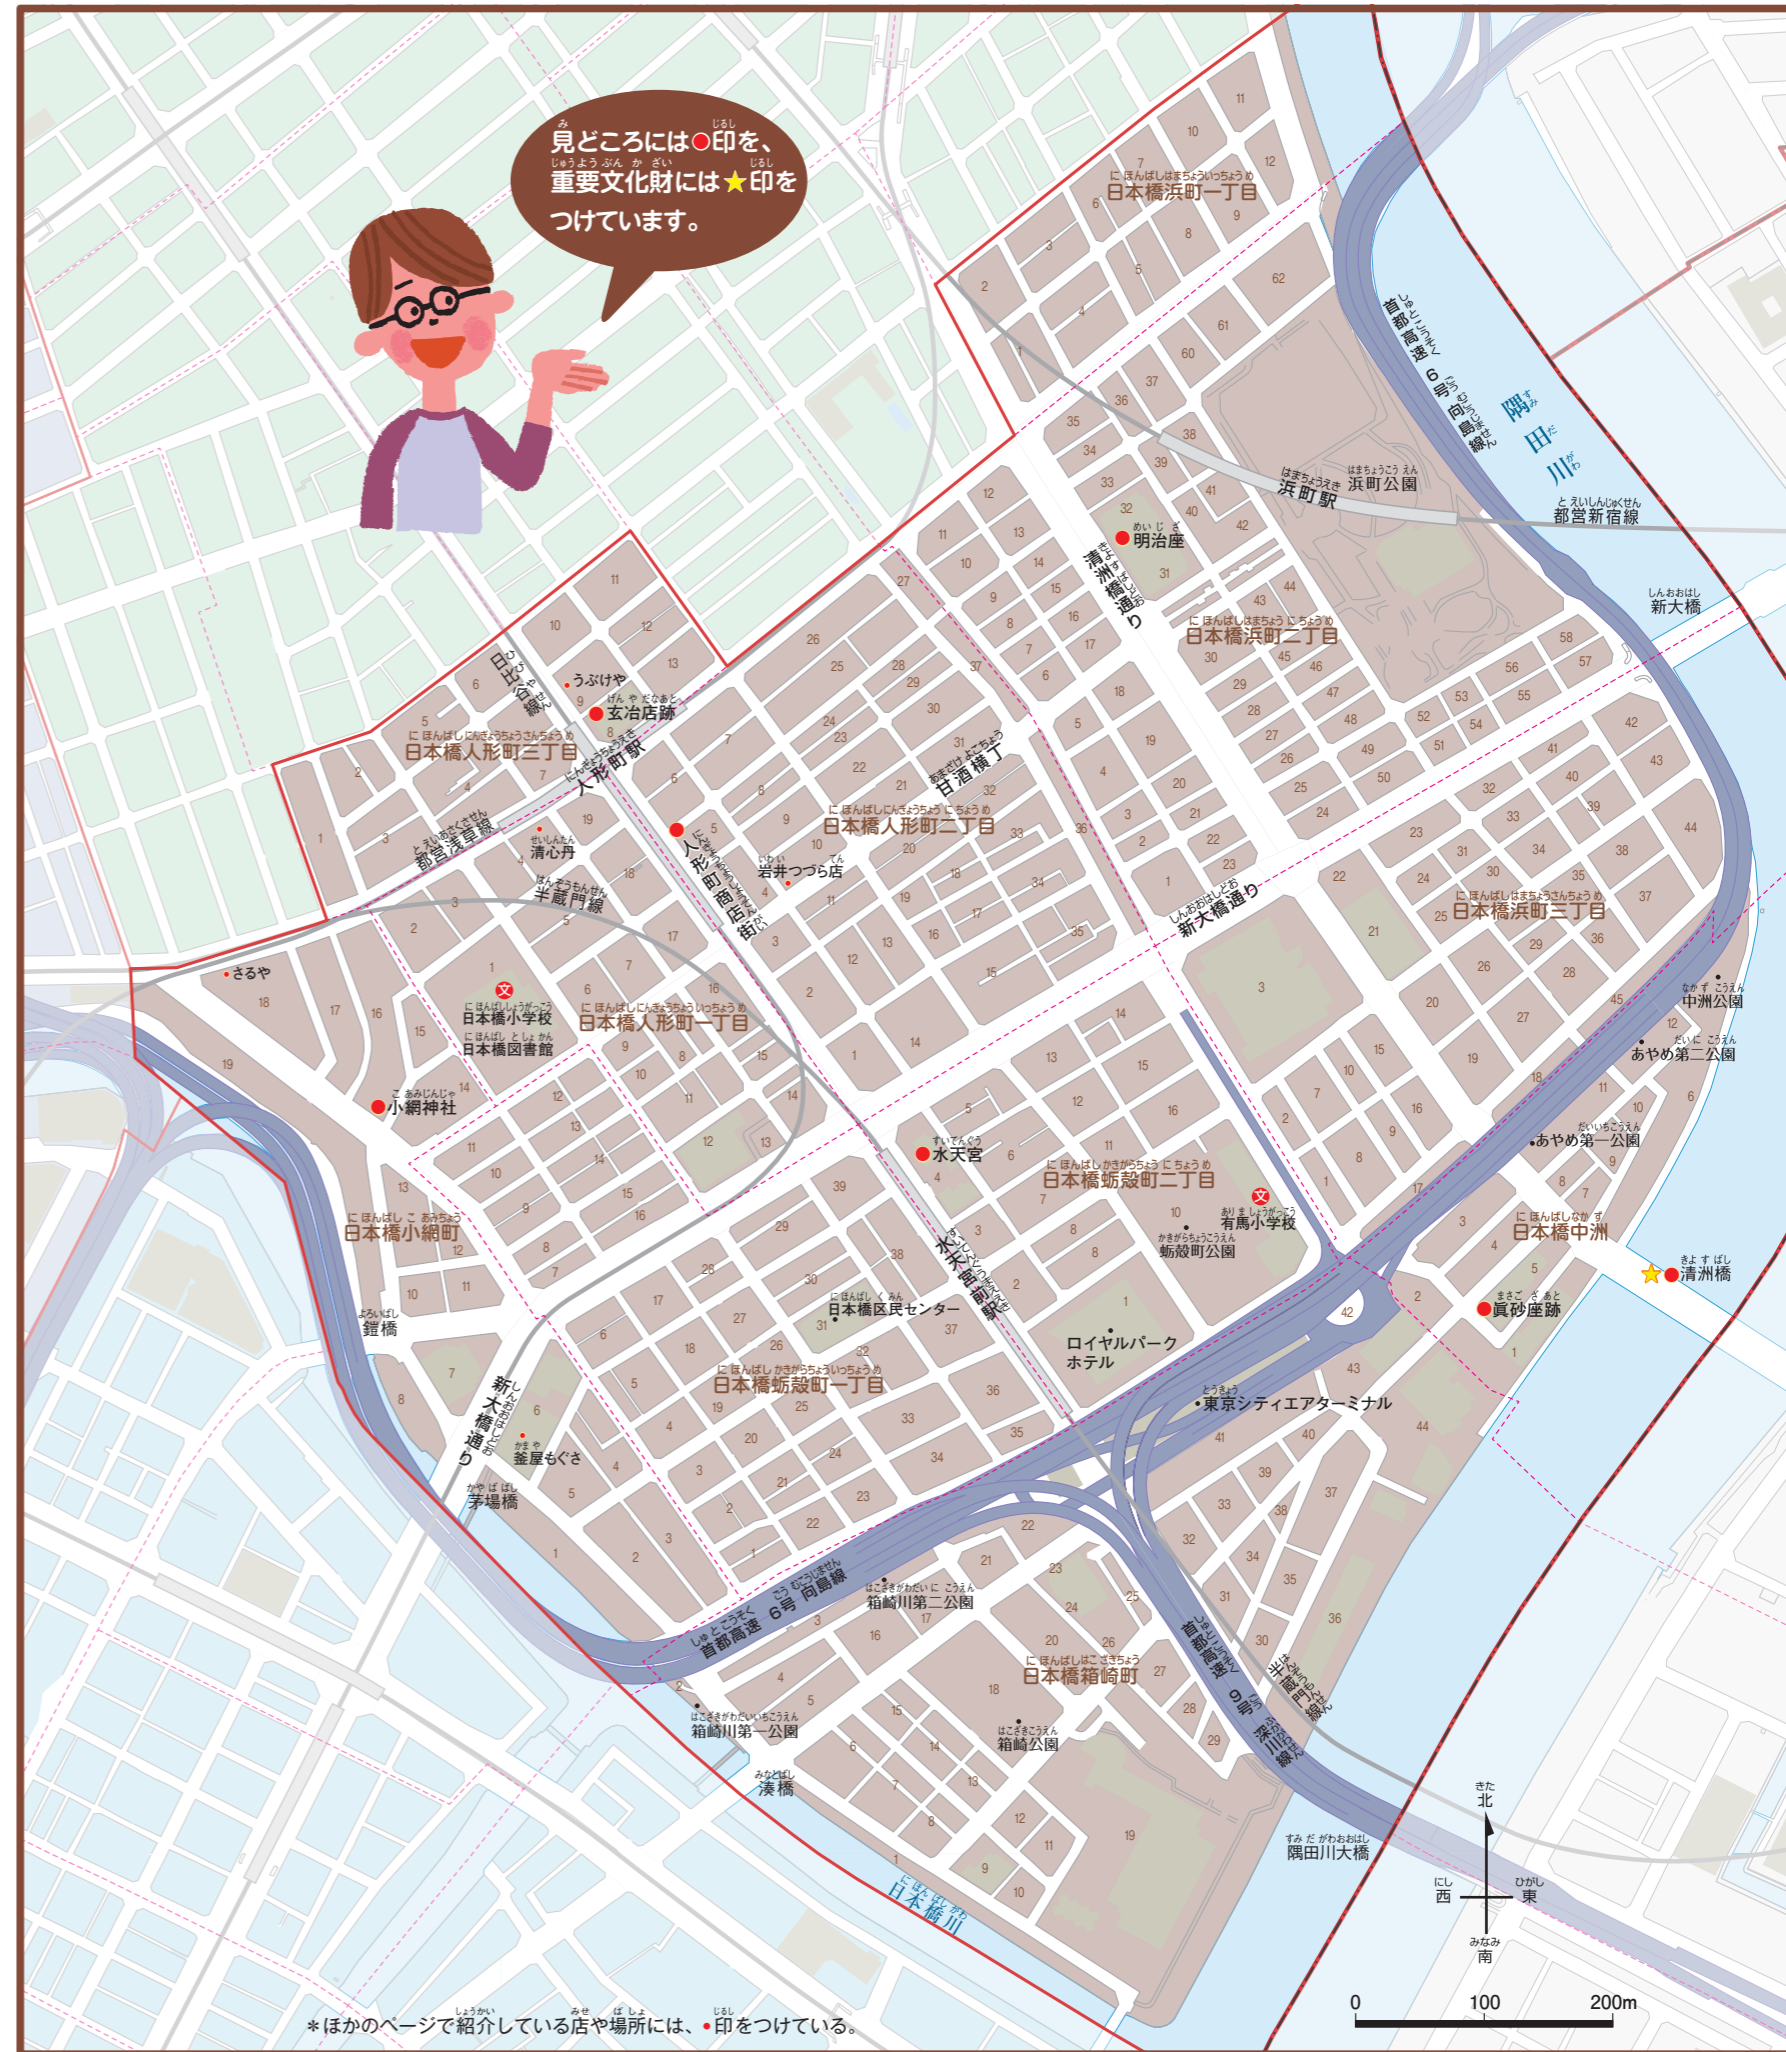 見どころには●印を、
重要文化財には★印を
つけています。
日本橋浜町一丁目
首都高速 6号 向島線
隅田川
浜町駅
浜町公園
都営新宿線
明治座
清洲橋通り
新大橋
日本橋浜町二丁目
日比谷線
うぶけや
玄冶店跡
日本橋人形町三丁目
人形町駅
甘酒横丁
日本橋人形町二丁目
都営浅草線
清心丹
人形町商店街
岩井つづら店
半蔵門線
新大橋通り
日本橋浜町三丁目
さるや
文
日本橋小学校
日本橋図書館
日本橋人形町一丁目
中洲公園
あやめ第二公園
小網神社
水天宮
あやめ第一公園
日本橋蛎殻町二丁目
文
有馬小学校
蛎殻町公園
日本橋小網町
日本橋中洲
水天宮前駅
清洲橋
眞砂座跡
日本橋区民センター
鎧橋
ロイヤルパーク
ホテル
日本橋蛎殻町一丁目
東京シティエアターミナル
新大橋通り
釜屋もぐさ
茅場橋
首都高速 6号 向島線
箱崎川第二公園
首都高速 9号 深川線
半蔵門線
日本橋箱崎町
箱崎川第一公園
箱崎公園
湊橋
隅田川大橋
日本橋川
きた
北
にし
西
ひがし
東
みなみ
南
0 100 200m
*ほかのページで紹介している店や場所には、●印をつけている。